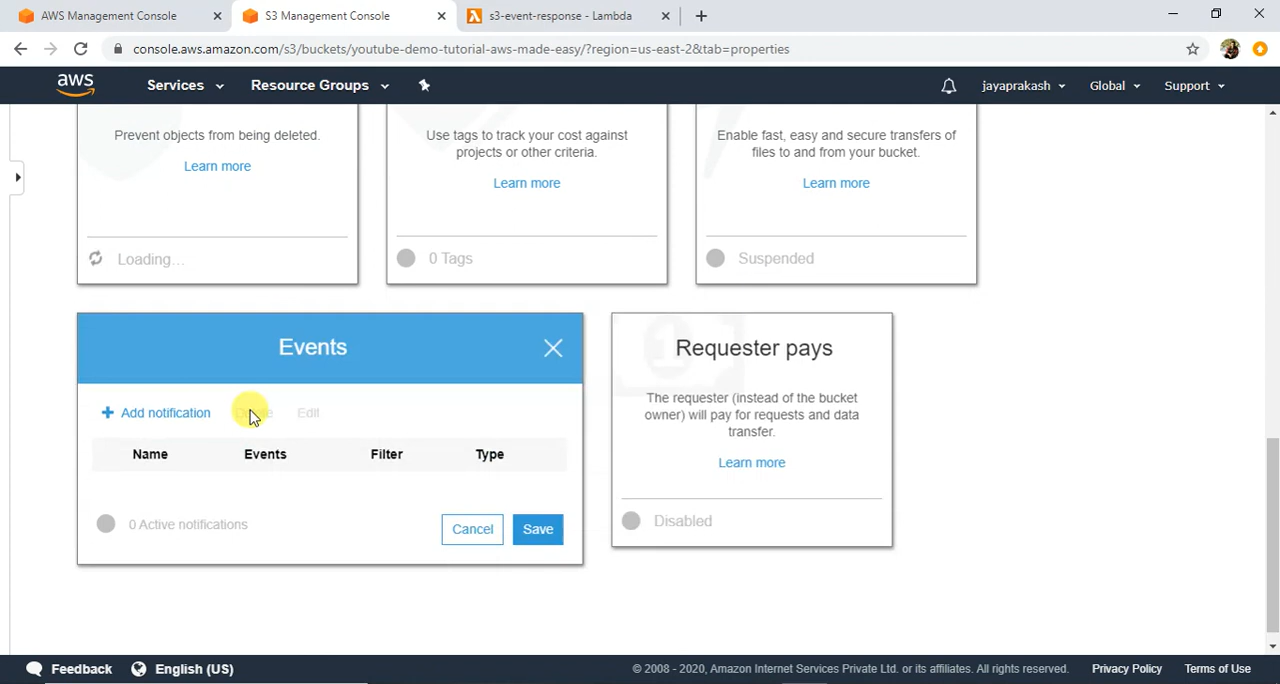 AWS Management Console
S3 Management Console
s3-event-response - Lambda
console.aws.amazon.com/s3/buckets/youtube-demo-tutorial-aws-made-easy/?region=us-east-2&tab=properties
aws
Services
Resource Groups
jayaprakash
Global
Support
Prevent objects from being deleted.
Learn more
Loading...
Use tags to track your cost against
projects or other criteria.
Learn more
0 Tags
Enable fast, easy and secure transfers of
files to and from your bucket.
Learn more
Suspended
Events
+ Add notification
Edit
Name Events Filter Type
0 Active notifications
Cancel
Save
Requester pays
The requester (instead of the bucket
owner) will pay for requests and data
transfer.
Learn more
Disabled
Feedback
English (US)
© 2008 - 2020, Amazon Internet Services Private Ltd. or its affiliates. All rights reserved.
Privacy Policy
Terms of Use